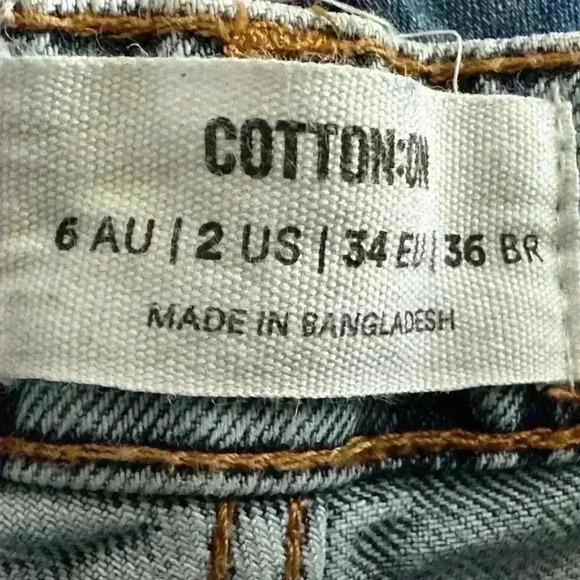 COTTON:ON
6 AU | 2 US | 34 EU | 36 BR
MADE IN BANGLADESH